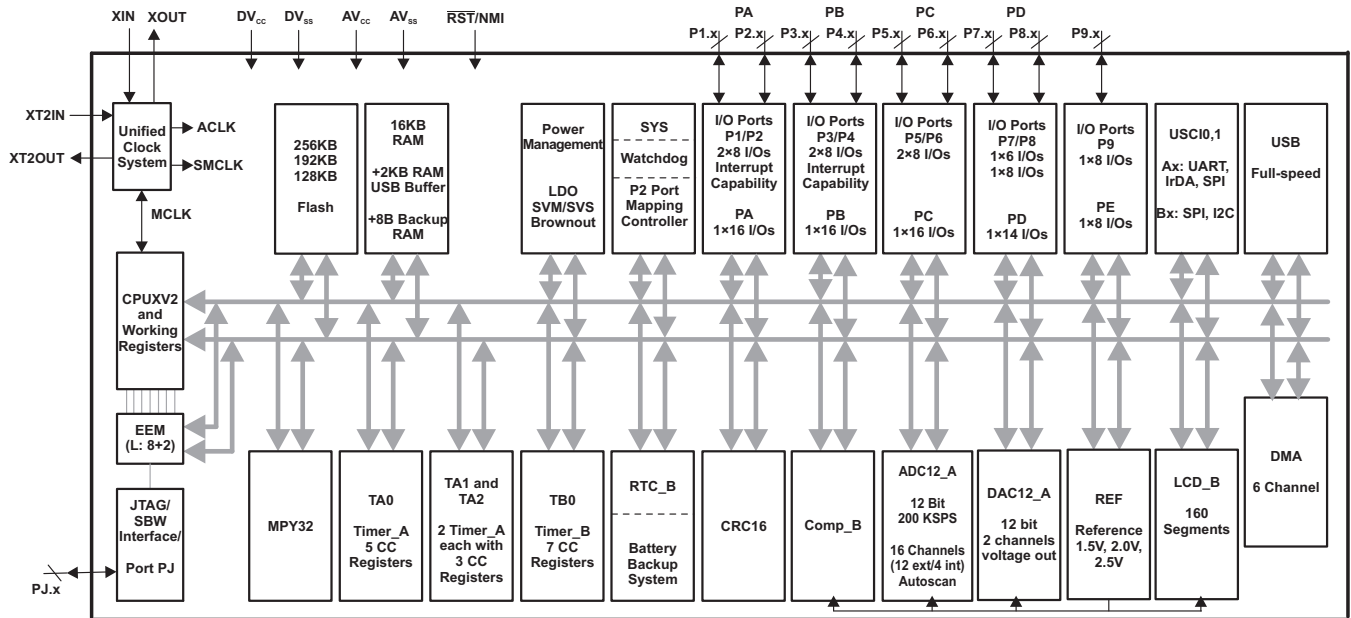 XIN XOUT
DVCC DVSS AVCC AVSS
RST/NMI
PA PB PC PD
P1.x P2.x P3.x P4.x P5.x P6.x P7.x P8.x P9.x
XT2IN
XT2OUT
Unified
Clock
System
ACLK
SMCLK
MCLK
256KB
192KB
128KB
Flash
16KB
RAM
+2KB RAM
USB Buffer
+8B Backup
RAM
Power
Management
LDO
SVM/SVS
Brownout
SYS
Watchdog
P2 Port
Mapping
Controller
I/O Ports
P1/P2
2×8 I/Os
Interrupt
Capability
PA
1×16 I/Os
I/O Ports
P3/P4
2×8 I/Os
Interrupt
Capability
PB
1×16 I/Os
I/O Ports
P5/P6
2×8 I/Os
PC
1×16 I/Os
I/O Ports
P7/P8
1×6 I/Os
1×8 I/Os
PD
1×14 I/Os
I/O Ports
P9
1×8 I/Os
PE
1×8 I/Os
USCI0,1
Ax: UART,
IrDA, SPI
Bx: SPI, I2C
USB
Full-speed
CPUXV2
and
Working
Registers
EEM
(L: 8+2)
JTAG/
SBW
Interface/
Port PJ
PJ.x
MPY32
TA0
Timer_A
5 CC
Registers
TA1 and
TA2
2 Timer_A
each with
3 CC
Registers
TB0
Timer_B
7 CC
Registers
RTC_B
Battery
Backup
System
CRC16
Comp_B
ADC12_A
12 Bit
200 KSPS
16 Channels
(12 ext/4 int)
Autoscan
DAC12_A
12 bit
2 channels
voltage out
REF
Reference
1.5V, 2.0V,
2.5V
LCD_B
160
Segments
DMA
6 Channel